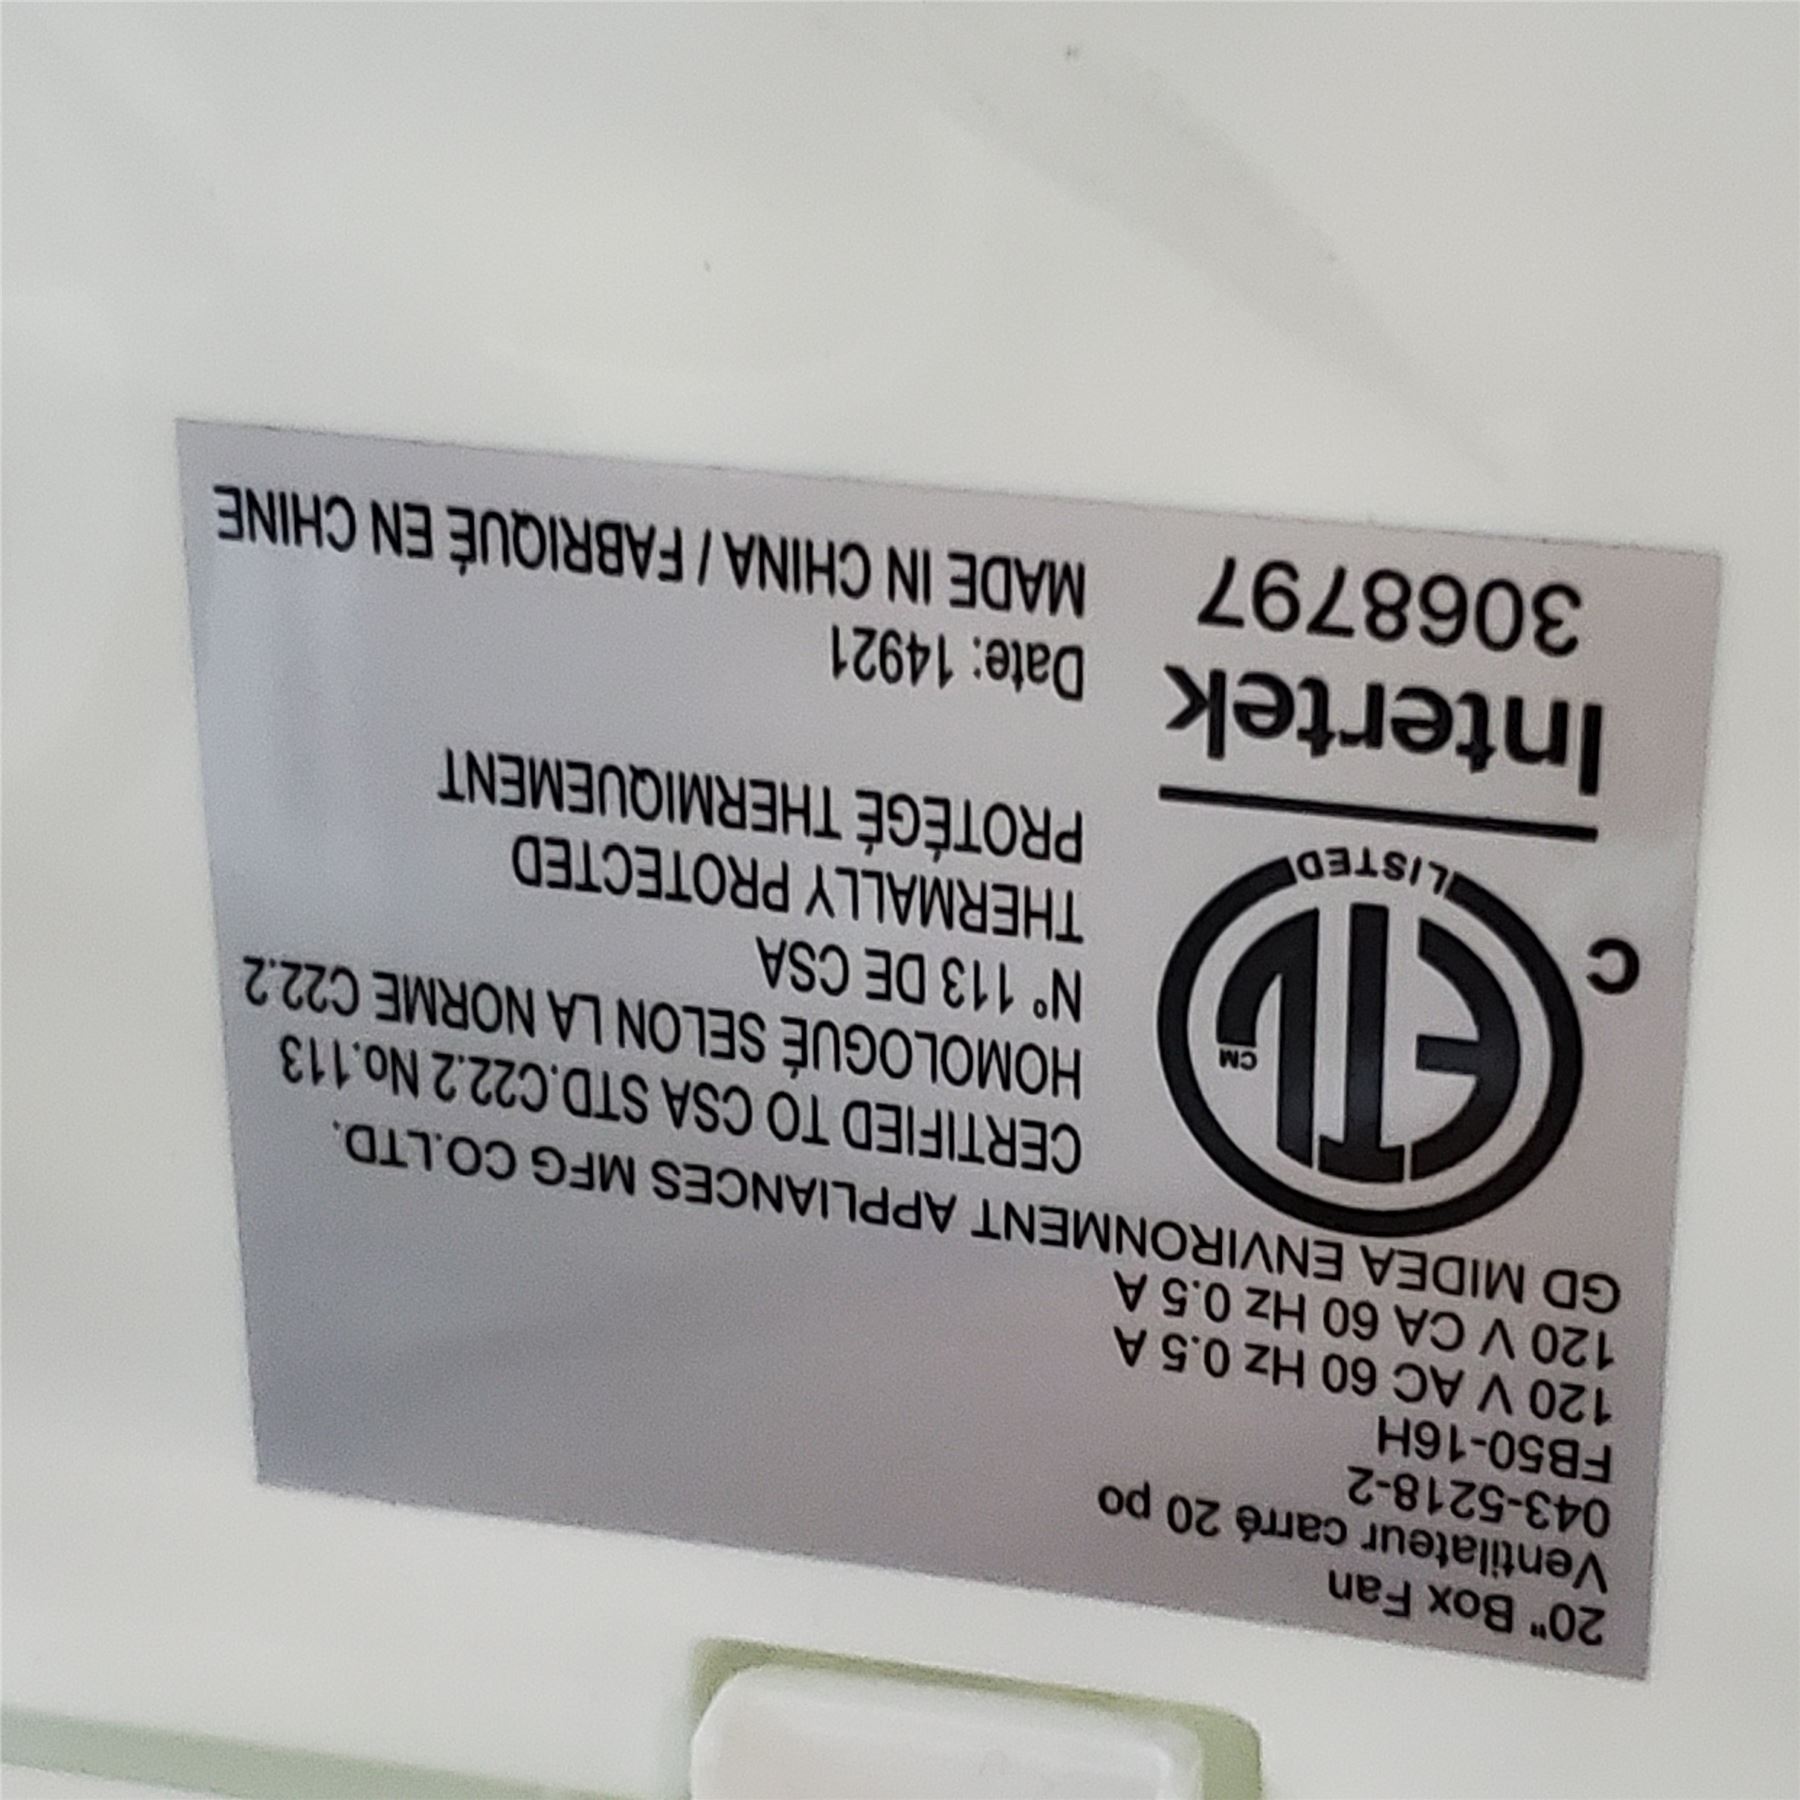 20" Box Fan
Ventilateur carré 20 po
043-5218-2
FB50-16H
120 V AC 60 Hz 0.5 A
120 V CA 60 Hz 0.5 A
GD MIDEA ENVIRONMENT APPLIANCES MFG CO.LTD.
CERTIFIED TO CSA STD.C22.2 No.113
HOMOLOGUÉ SELON LA NORME C22.2
N° 113 DE CSA
THERMALLY PROTECTED
PROTÉGÉ THERMIQUEMENT
Date: 14921
MADE IN CHINA / FABRIQUÉ EN CHINE
C
ETL
CM
LISTED
Intertek
3068797